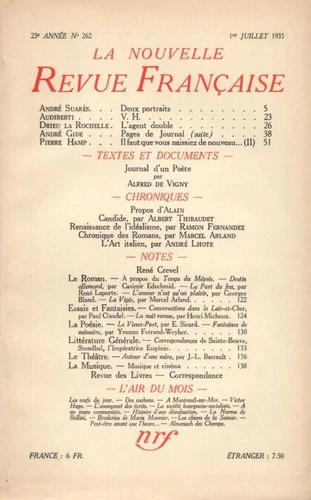 23e ANNÉE No 262 1er JUILLET 1935
LA NOUVELLE
REVUE FRANÇAISE
ANDRÉ SUARÈS. . . Deux portraits . . . . . . . . 5
AUDIBERTI . . . . V. H. . . . . . . . . . 23
DRIEU LA ROCHELLE. L'agent double . . . . . . . . 26
ANDRÉ GIDE . . . Pages de Journal (suite) . . . . 38
PIERRE HAMP . . . Il faut que vous naissiez de nouveau... (II) 51
— TEXTES ET DOCUMENTS —
Journal d'un Poète
par
ALFRED DE VIGNY
— CHRONIQUES —
Propos d'ALAIN
Candide, par ALBERT THIBAUDET
Renaissance de l'idéalisme, par RAMON FERNANDEZ
Chronique des Romans, par MARCEL ARLAND
L'Art italien, par ANDRÉ LHOTE
— NOTES —
René Crevel
Le Roman. — A propos du Temps du Mépris. — Destin
allemand, par Casimir Edschmid. — La Part du feu, par
René Laporte. — L'amour n'est qu'un plaisir, par Georges
Blond. — La Vigie, par Marcel Arland. . . . . . 122
Essais et Fantaisies. — Conversations dans le Loir-et-Cher,
par Paul Claudel. — La nuit remue, par Henri Michaux. 124
La Poésie. — Le Vieux-Port, par E. Sicard. — Fontaines de
mémoire, par Yvonne Ferrand-Weyher. . . . . . 130
Littérature Générale. — Correspondances de Sainte-Beuve,
Stendhal, l'Impératrice Eugénie. . . . . . . 133
Le Théâtre. — Autour d'une mère, par J.-L. Barrault . 136
La Musique. — Musique et cinéma . . . . . . . 138
Revue des Livres — Correspondance
— L'AIR DU MOIS —
Les œufs du jour. — Des cochons. — A Montreuil-sur-Mer. — Victor
Hugo. — L'anonymat des écrits. — La société bourgeoise-socialiste. — A
un jeune communiste. — Histoire d'une dévaluation. — La Norma de
Bellini. — Broderies de Marie Monnier. — Les chiens de la Samar. —
Peut-être avant que l'heure... — Almanach des Champs.
nrf
FRANCE : 6 FR. ÉTRANGER : 7.50